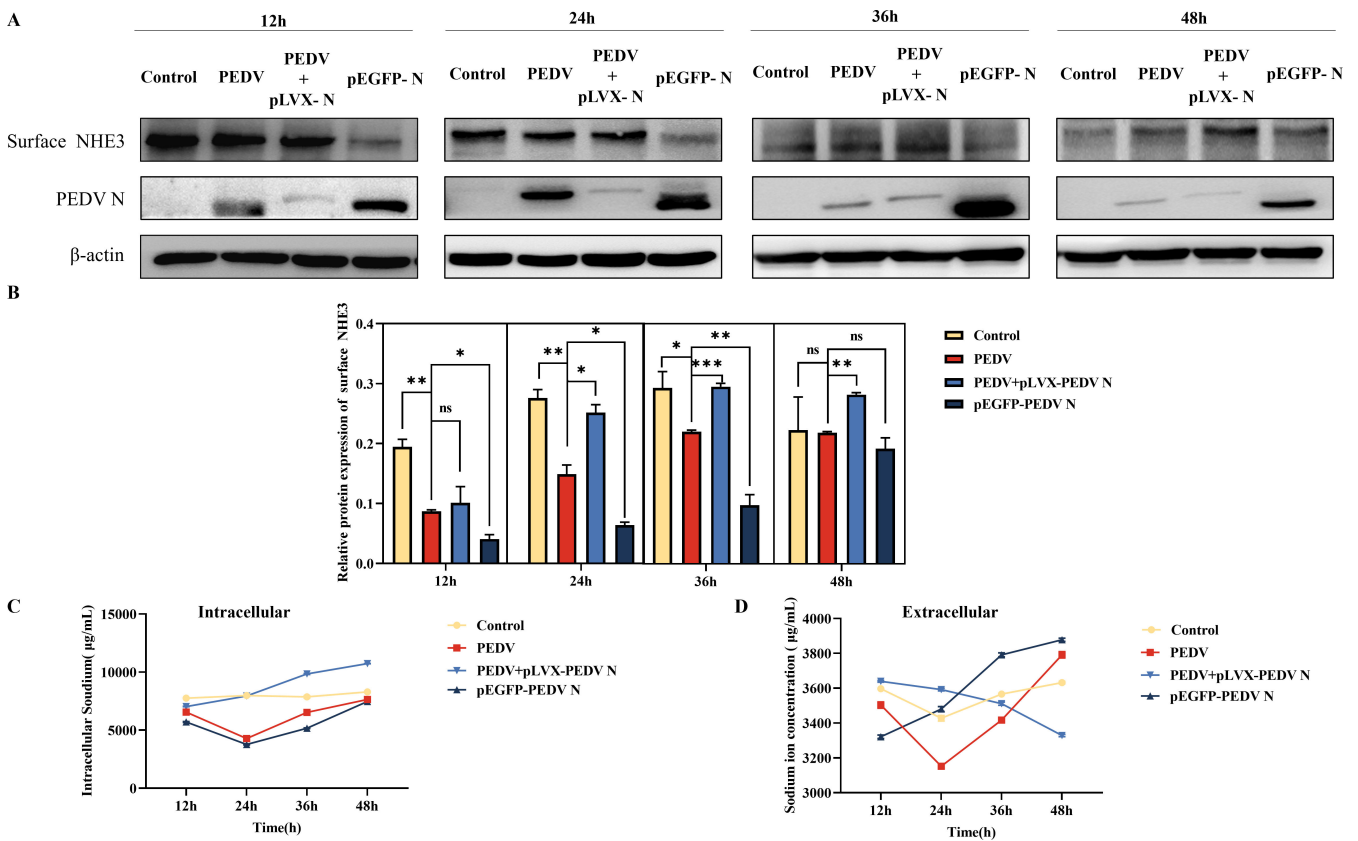 A
12h
24h
36h
48h
Control
PEDV
PEDV
+
pLVX- N
pEGFP- N
Control
PEDV
PEDV
+
pLVX- N
pEGFP- N
Control
PEDV
PEDV
+
pLVX- N
pEGFP- N
Control
PEDV
PEDV
+
pLVX- N
pEGFP- N
Surface NHE3
PEDV N
β-actin
B
Relative protein expression of surface NHE3
0.4
0.3
0.2
0.1
0.0
**
ns
*
**
*
*
*
***
**
ns
**
ns
12h
24h
36h
48h
Control
PEDV
PEDV+pLVX-PEDV N
pEGFP-PEDV N
C
Intracellular
Intracellular Soudium( μg/mL)
15000
10000
5000
0
12h
24h
36h
48h
Time(h)
Control
PEDV
PEDV+pLVX-PEDV N
pEGFP-PEDV N
D
Extracellular
Sodium ion concentration ( μg/mL)
4000
3800
3600
3400
3200
3000
12h
24h
36h
48h
Time(h)
Control
PEDV
PEDV+pLVX-PEDV N
pEGFP-PEDV N